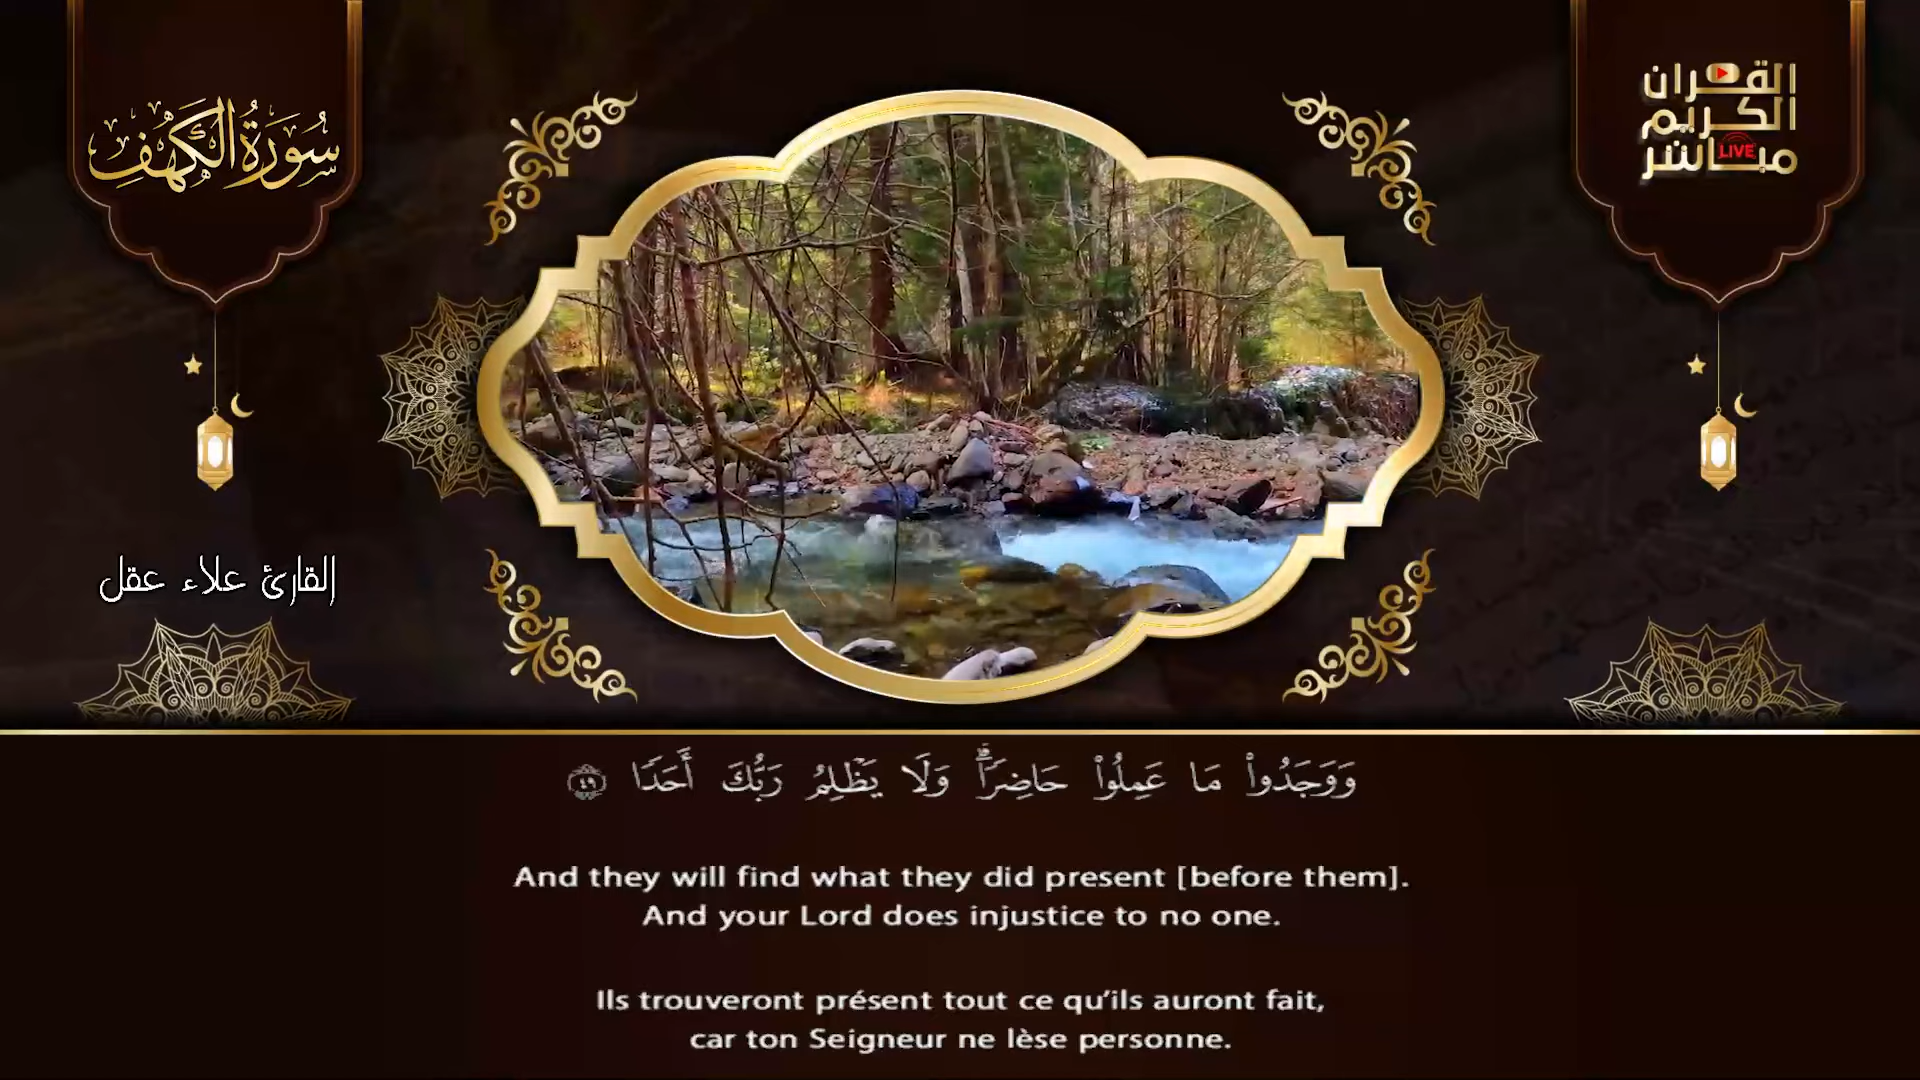 سُورَةُ الكَهْفِ
القرآن
الكريم
مباشر
LIVE
القارئ علاء عقل
وَوَجَدُواْ مَا عَمِلُواْ حَاضِرٗاۗ وَلَا يَظۡلِمُ رَبُّكَ أَحَدٗا ٤٩
And they will find what they did present [before them].
And your Lord does injustice to no one.
Ils trouveront présent tout ce qu’ils auront fait,
car ton Seigneur ne lèse personne.